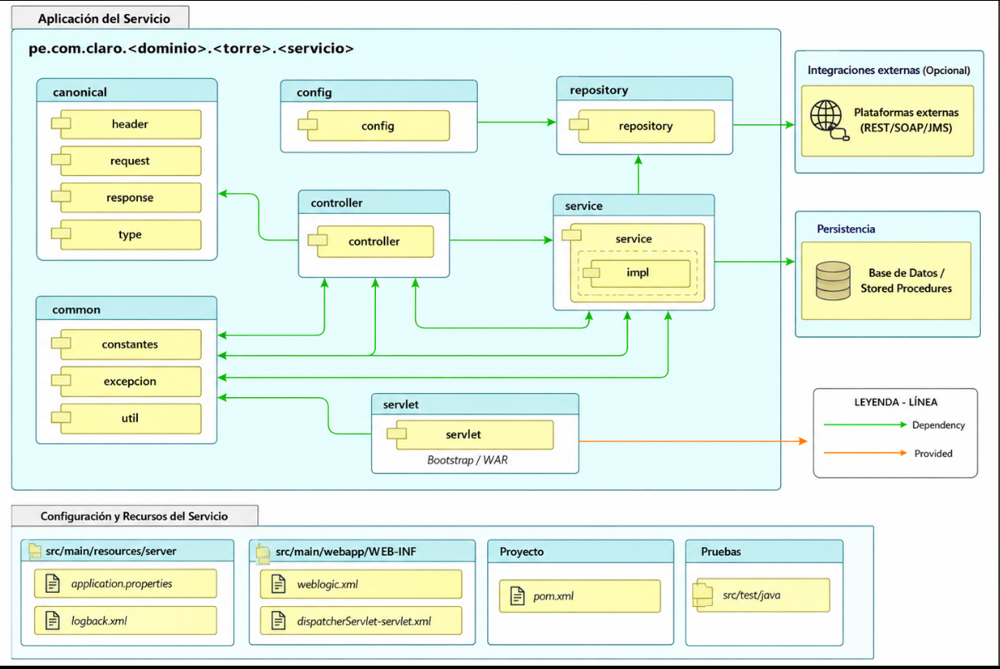 Aplicación del Servicio
pe.com.claro.<dominio>.<torre>.<servicio>
canonical
header
request
response
type
config
config
repository
repository
controller
controller
service
service
impl
common
constantes
excepcion
util
servlet
servlet
Bootstrap / WAR
Integraciones externas (Opcional)
Plataformas externas
(REST/SOAP/JMS)
Persistencia
Base de Datos /
Stored Procedures
LEYENDA - LÍNEA
Dependency
Provided
Configuración y Recursos del Servicio
src/main/resources/server
application.properties
logback.xml
src/main/webapp/WEB-INF
weblogic.xml
dispatcherServlet-servlet.xml
Proyecto
pom.xml
Pruebas
src/test/java